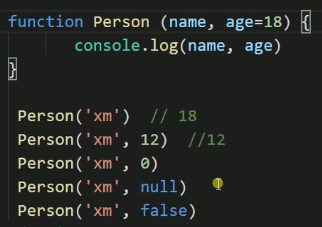 function Person (name, age=18) {
console.log(name, age)
}
Person('xm') // 18
Person('xm', 12) //12
Person('xm', 0)
Person('xm', null)
Person('xm', false)